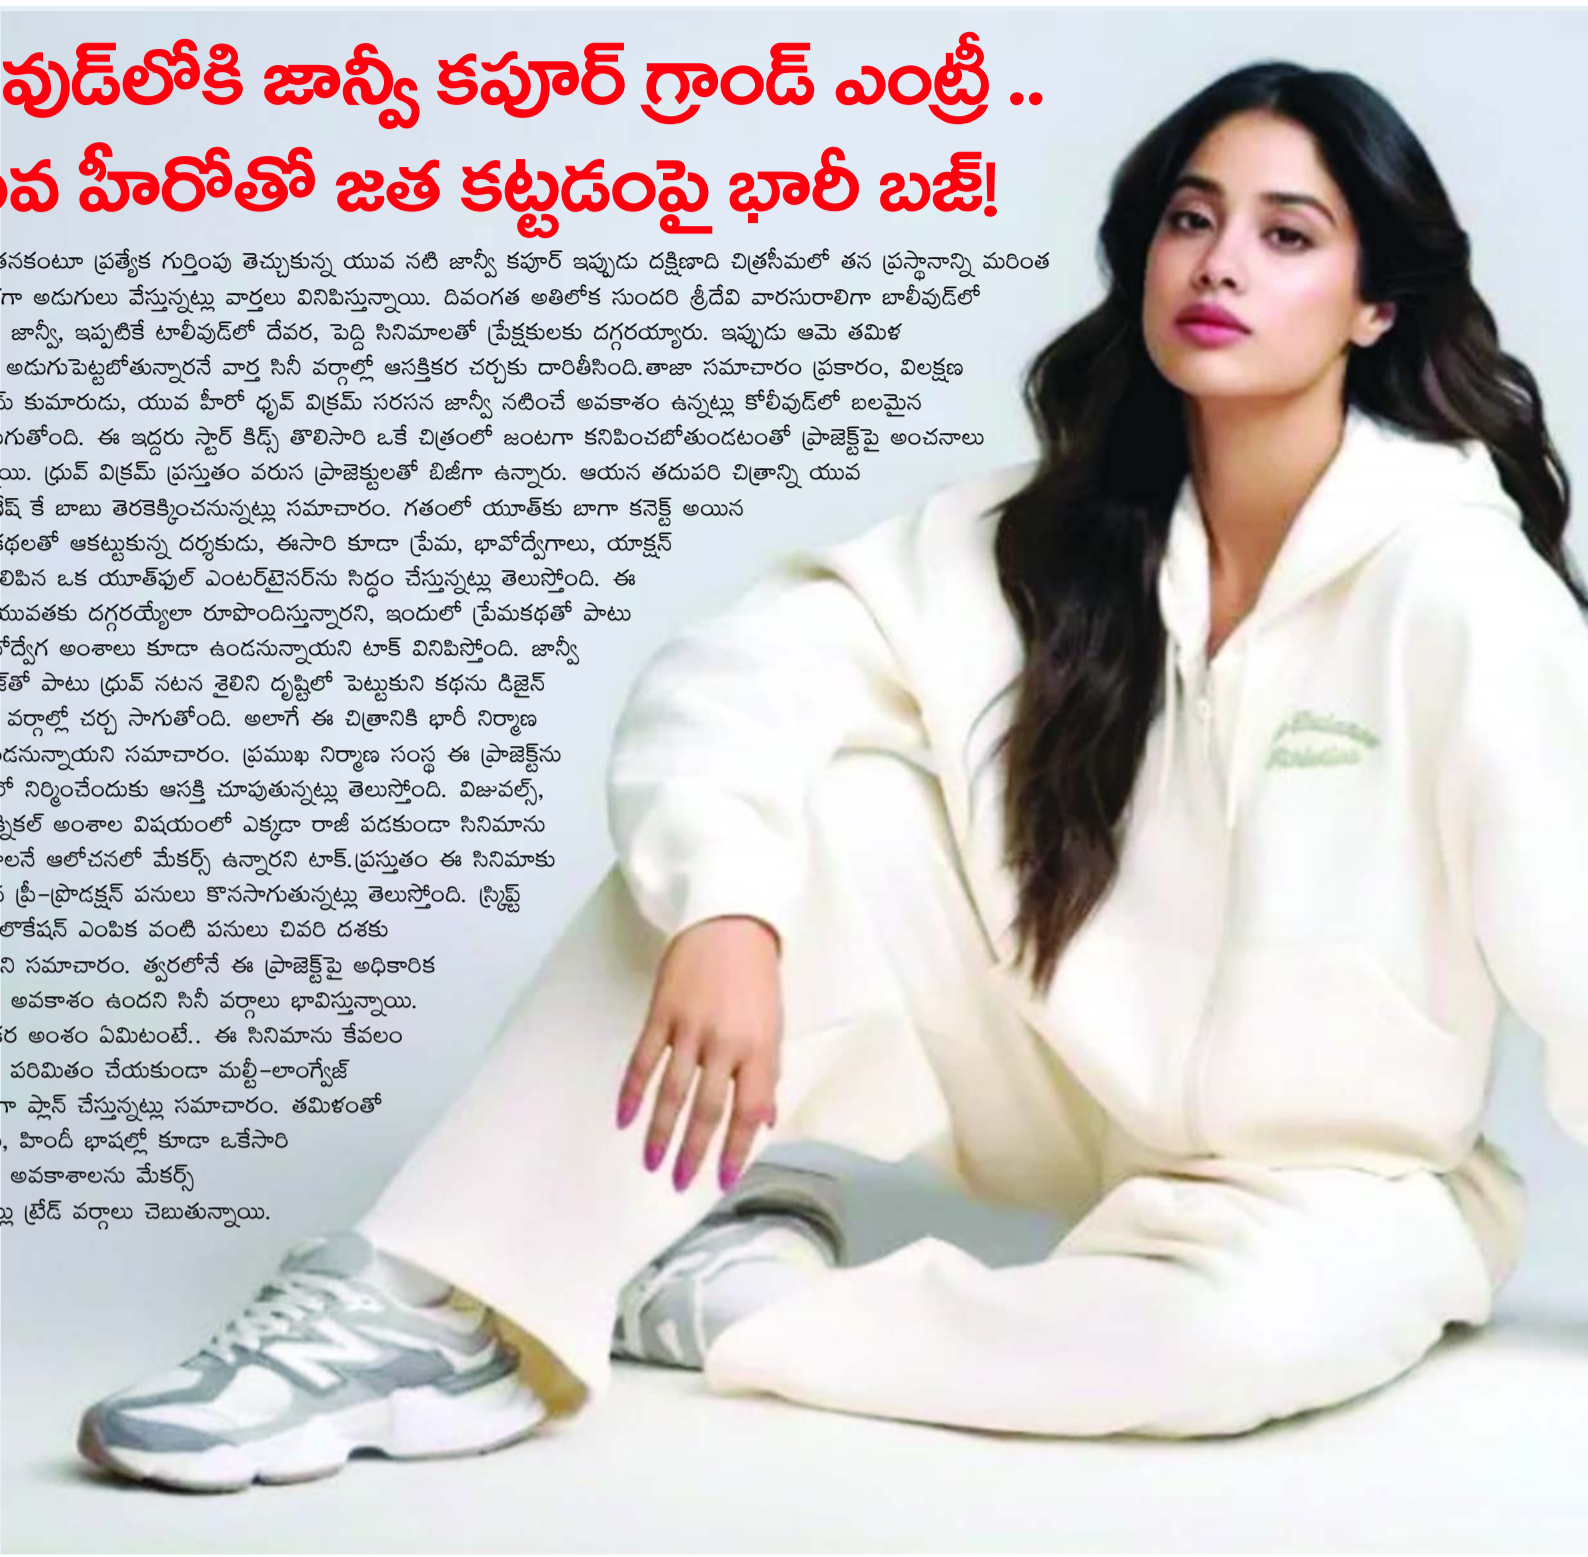 వుడ్‌లోకి జాన్వీ కపూర్ గ్రాండ్ ఎంట్రీ ..
హీరోతో జత కట్టడంపై భారీ బజ్!
తనకంటూ ప్రత్యేక గుర్తింపు తెచ్చుకున్న యువ నటి జాన్వీ కపూర్ ఇప్పుడు దక్షిణాది చిత్రసీమలో తన ప్రస్థానాన్ని మరింత
గా అడుగులు వేస్తున్నట్లు వార్తలు వినిపిస్తున్నాయి. దివంగత అతిలోక సుందరి శ్రీదేవి వారసురాలిగా బాలీవుడ్‌లో
జాన్వీ, ఇప్పటికే టాలీవుడ్‌లో దేవర, పెద్ది సినిమాలతో ప్రేక్షకులకు దగ్గరయ్యారు. ఇప్పుడు ఆమె తమిళ
అడుగుపెట్టబోతున్నారనే వార్త సినీ వర్గాల్లో ఆసక్తికర చర్చకు దారితీసింది.తాజా సమాచారం ప్రకారం, విలక్షణ
కుమారుడు, యువ హీరో ధృవ్ విక్రమ్ సరసన జాన్వీ నటించే అవకాశం ఉన్నట్లు కోలీవుడ్‌లో బలమైన
గుతోంది. ఈ ఇద్దరు స్టార్ కిడ్స్ తొలిసారి ఒకే చిత్రంలో జంటగా కనిపించబోతుండటంతో ప్రాజెక్ట్‌పై అంచనాలు
యి. ధ్రువ్ విక్రమ్ ప్రస్తుతం వరుస ప్రాజెక్టులతో బిజీగా ఉన్నారు. ఆయన తదుపరి చిత్రాన్ని యువ
కే బాబు తెరకెక్కించనున్నట్లు సమాచారం. గతంలో యూత్‌కు బాగా కనెక్ట్ అయిన
కథలతో ఆకట్టుకున్న దర్శకుడు, ఈసారి కూడా ప్రేమ, భావోద్వేగాలు, యాక్షన్
లిపిన ఒక యూత్‌ఫుల్ ఎంటర్‌టైనర్‌ను సిద్ధం చేస్తున్నట్లు తెలుస్తోంది. ఈ
యువతకు దగ్గరయ్యేలా రూపొందిస్తున్నారని, ఇందులో ప్రేమకథతో పాటు
ద్వేగ అంశాలు కూడా ఉండనున్నాయని టాక్ వినిపిస్తోంది. జాన్వీ
తో పాటు ధ్రువ్ నటన శైలిని దృష్టిలో పెట్టుకుని కథను డిజైన్
వర్గాల్లో చర్చ సాగుతోంది. అలాగే ఈ చిత్రానికి భారీ నిర్మాణ
డనున్నాయని సమాచారం. ప్రముఖ నిర్మాణ సంస్థ ఈ ప్రాజెక్ట్‌ను
లో నిర్మించేందుకు ఆసక్తి చూపుతున్నట్లు తెలుస్తోంది. విజువల్స్,
క్నికల్ అంశాల విషయంలో ఎక్కడా రాజీ పడకుండా సినిమాను
లనే ఆలోచనలో మేకర్స్ ఉన్నారని టాక్.ప్రస్తుతం ఈ సినిమాకు
ప్రీ-ప్రొడక్షన్ పనులు కొనసాగుతున్నట్లు తెలుస్తోంది. స్క్రిప్ట్
లొకేషన్ ఎంపిక వంటి పనులు చివరి దశకు
ని సమాచారం. త్వరలోనే ఈ ప్రాజెక్ట్‌పై అధికారిక
అవకాశం ఉందని సినీ వర్గాలు భావిస్తున్నాయి.
కర అంశం ఏమిటంటే.. ఈ సినిమాను కేవలం
పరిమితం చేయకుండా మల్టీ-లాంగ్వేజ్
గా ప్లాన్ చేస్తున్నట్లు సమాచారం. తమిళంతో
, హిందీ భాషల్లో కూడా ఒకేసారి
అవకాశాలను మేకర్స్
ట్రేడ్ వర్గాలు చెబుతున్నాయి.
N